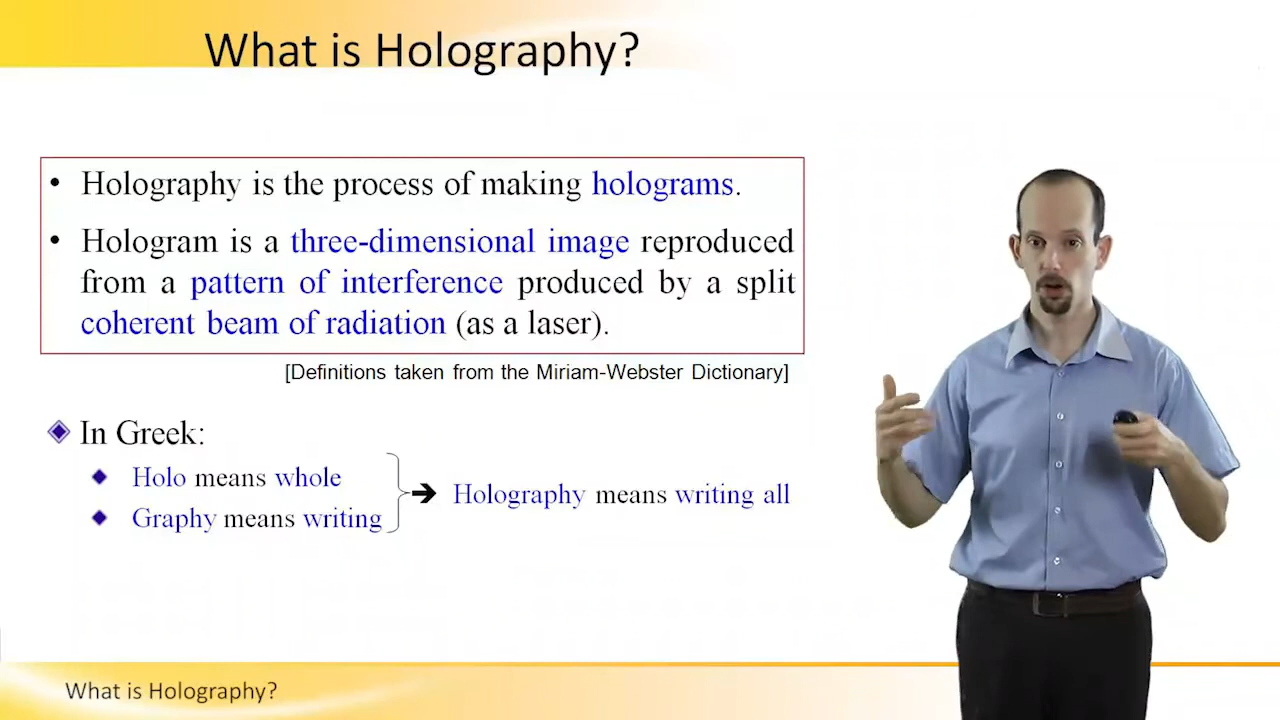 What is Holography?
• Holography is the process of making holograms.
• Hologram is a three-dimensional image reproduced
from a pattern of interference produced by a split
coherent beam of radiation (as a laser).
[Definitions taken from the Miriam-Webster Dictionary]
In Greek:
Holo means whole
Graphy means writing
➔ Holography means writing all
What is Holography?